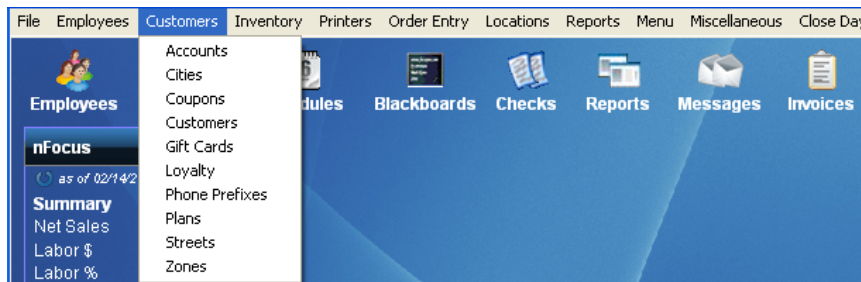 File Employees Customers Inventory Printers Order Entry Locations Reports Menu Miscellaneous Close Day
Accounts
Cities
Coupons
Customers
Gift Cards
Loyalty
Phone Prefixes
Plans
Streets
Zones
Employees dules Blackboards Checks Reports Messages Invoices
nFocus
as of 02/14/2
Summary
Net Sales
Labor $
Labor %